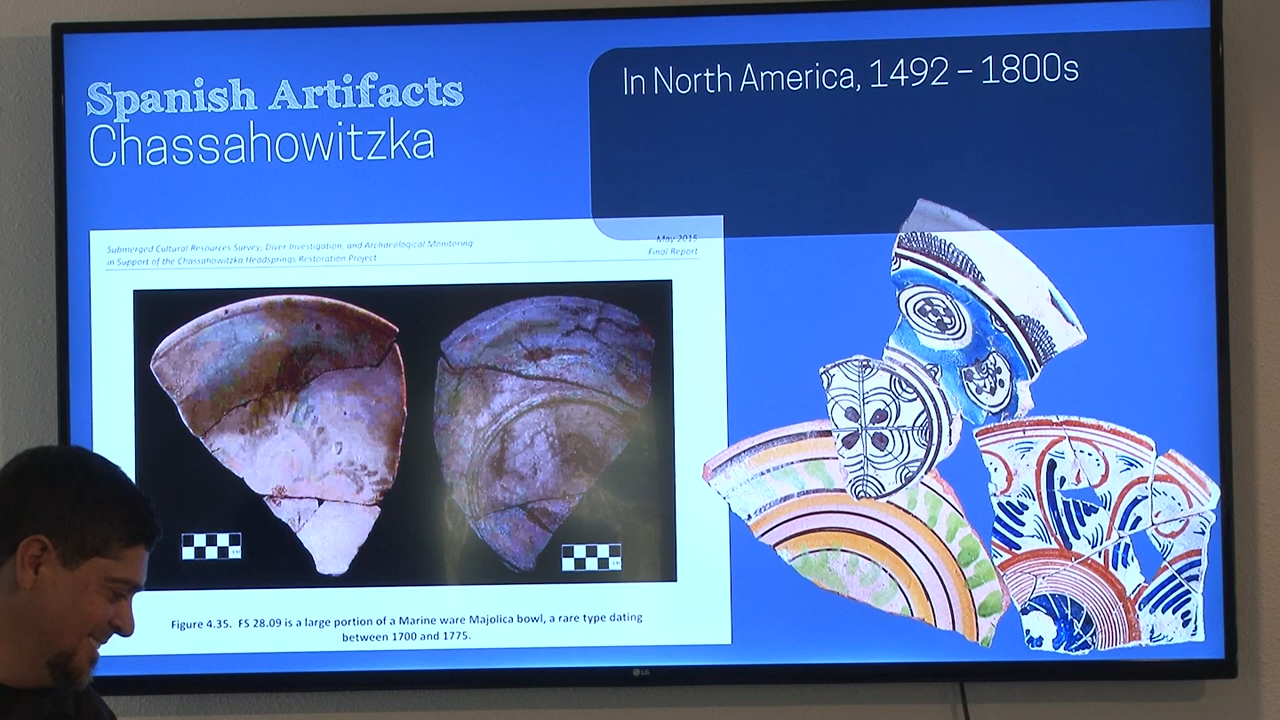 Spanish Artifacts
Chassahowitzka
In North America, 1492 – 1800s
Submerged Cultural Resources Survey, Diver Investigation, and Archaeological Monitoring
in Support of the Chassahowitzka Headsprings Restoration Project
May 2015
Final Report
Figure 4.35. FS 28.09 is a large portion of a Marine ware Majolica bowl, a rare type dating
between 1700 and 1775.
LG